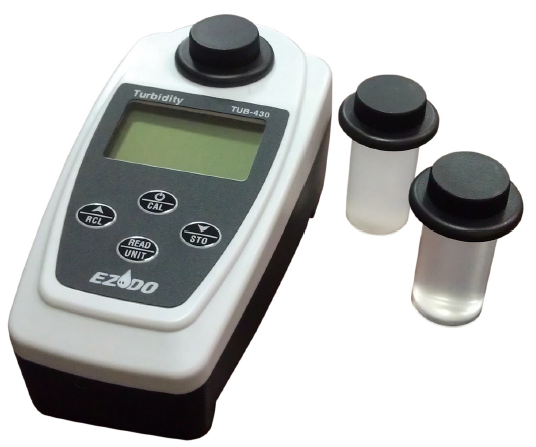 Turbidity
TUB-430
RCL
CAL
STO
READ
UNIT
EZDO